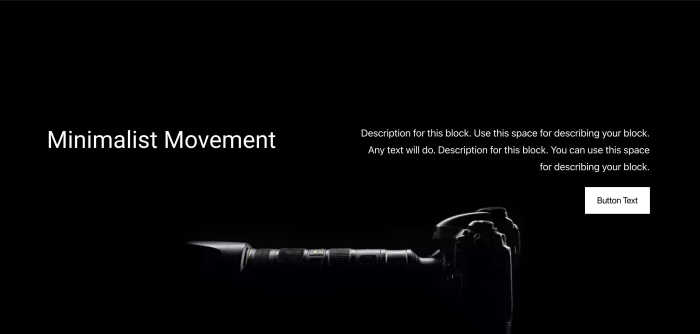 Minimalist Movement
Description for this block. Use this space for describing your block.
Any text will do. Description for this block. You can use this space
for describing your block.
Button Text